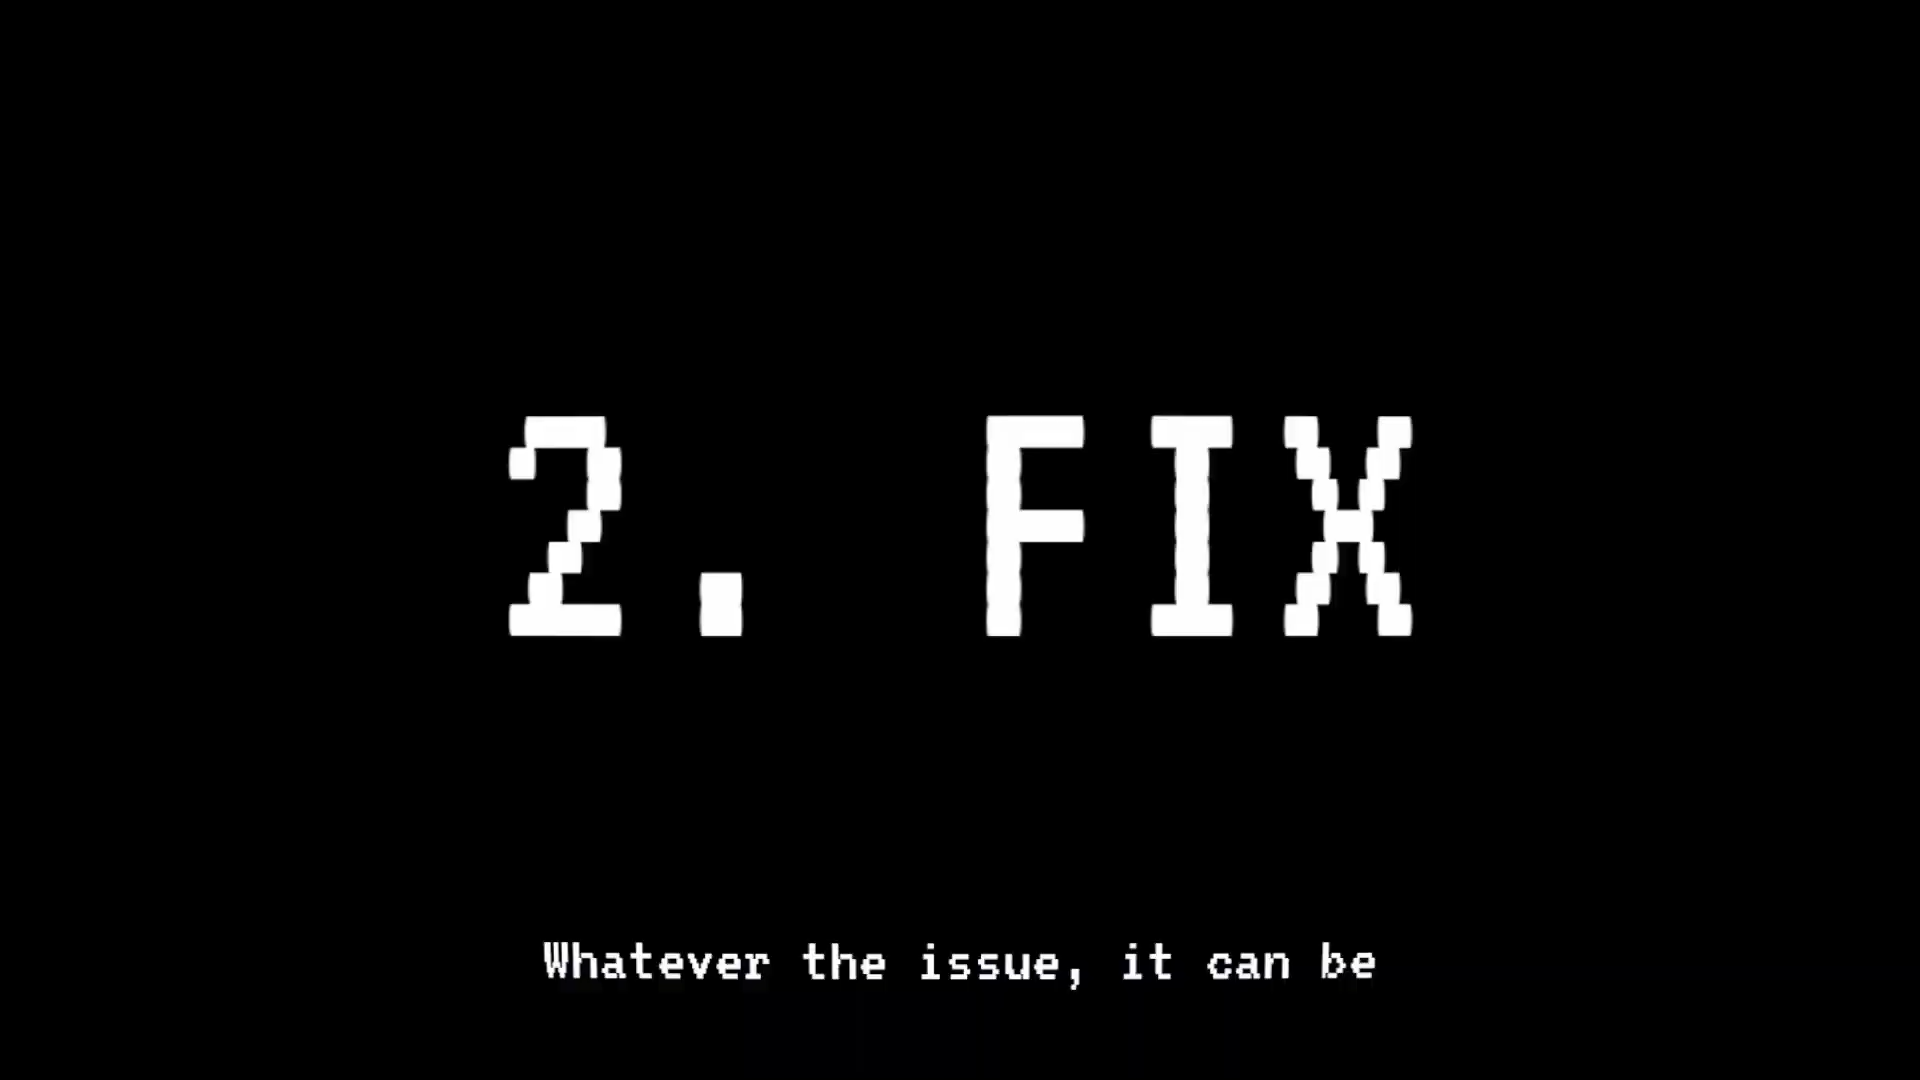 2. FIX
Whatever the issue, it can be